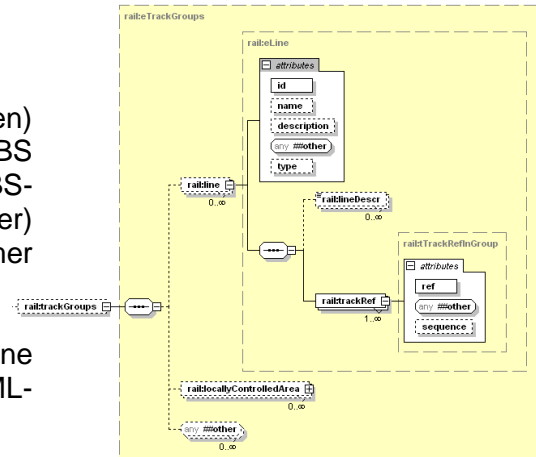 rail:eTrackGroups
rail:eLine
attributes
id
name
description
any ##other
type
en)
BS
BS-
er)
ner
rail:line
0..∞
rail:lineDescr
0..∞
rail:tTrackRefInGroup
attributes
ref
any ##other
sequence
rail:trackGroups
rail:trackRef
1..∞
ne
ML-
rail:locallyControlledArea
0..∞
any ##other
0..∞